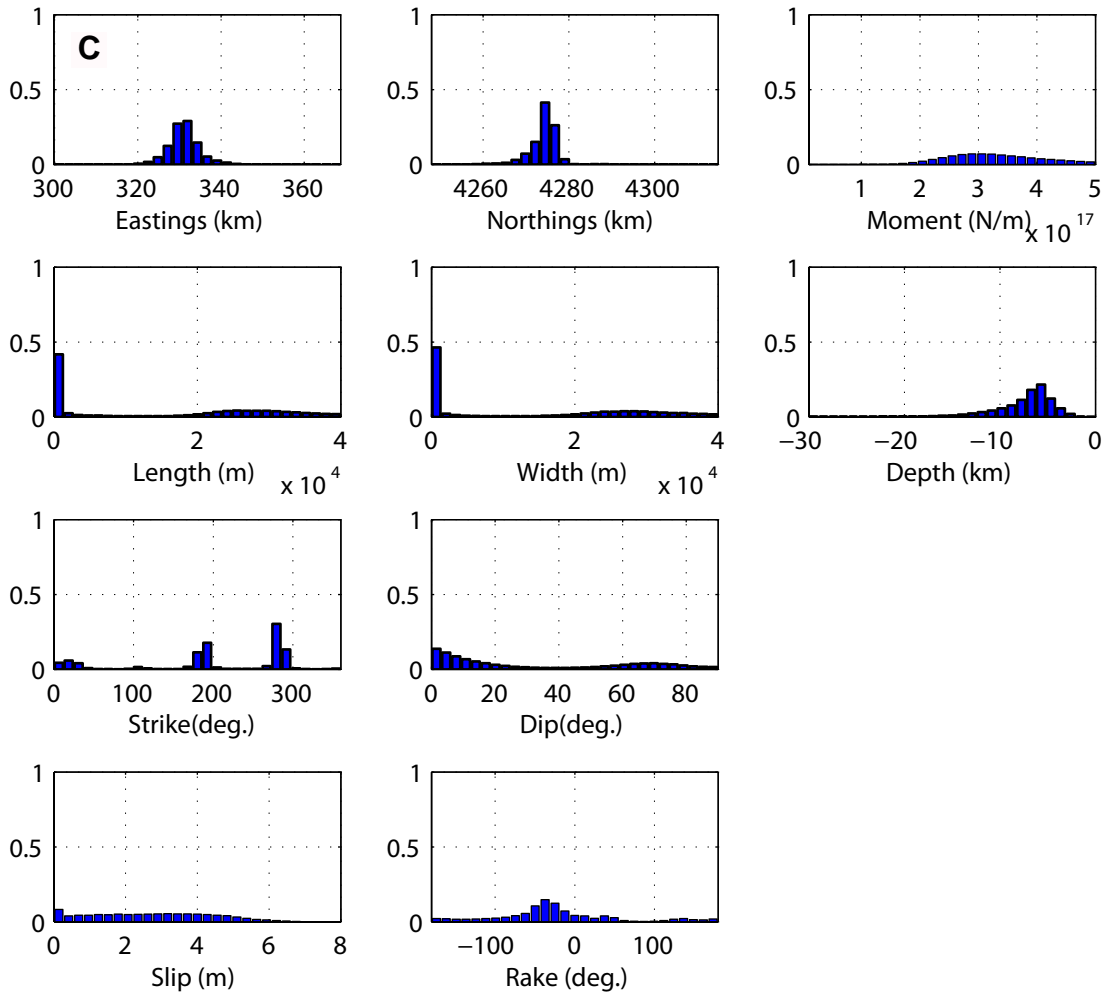 C
1
0.5
0
300 320 340 360
Eastings (km)
1
0.5
0
4260 4280 4300
Northings (km)
1
0.5
0
1 2 3 4 5
Moment (N/m)
x 10 17
1
0.5
0
0 2 4
Length (m)
x 10 4
1
0.5
0
0 2 4
Width (m)
x 10 4
1
0.5
0
−30 −20 −10 0
Depth (km)
1
0.5
0
0 100 200 300
Strike(deg.)
1
0.5
0
0 20 40 60 80
Dip(deg.)
1
0.5
0
0 2 4 6 8
Slip (m)
1
0.5
0
−100 0 100
Rake (deg.)